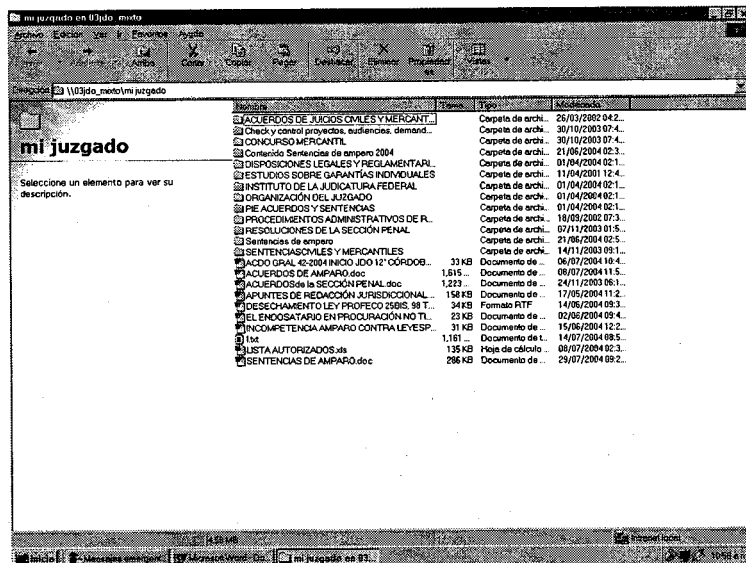 mi juzgado en 03jdo_mixto
Archivo Edición Ver Ir Favoritos Ayuda
Arriba Cortar Copiar Pegar Deshacer Eliminar Propiedades Vistas
Dirección \\03jdo_mixto\mi juzgado
mi juzgado
Seleccione un elemento para ver su
descripción.
Nombre Tama... Tipo Modificado
ACUERDOS DE JUICIOS CIVILES Y MERCANT... Carpeta de archi... 26/03/2002 04:2...
Check y control proyectos, audiencias, demand... Carpeta de archi... 30/10/2003 07:4...
CONCURSO MERCANTIL Carpeta de archi... 30/10/2003 07:4...
Contenido Sentencias de amparo 2004 Carpeta de archi... 21/06/2004 02:3...
DISPOSICIONES LEGALES Y REGLAMENTARI... Carpeta de archi... 01/04/2004 02:1...
ESTUDIOS SOBRE GARANTÍAS INDIVIDUALES Carpeta de archi... 11/04/2001 12:4...
INSTITUTO DE LA JUDICATURA FEDERAL Carpeta de archi... 01/04/2004 02:1...
ORGANIZACIÓN DEL JUZGADO Carpeta de archi... 01/04/2004 02:1...
PIE ACUERDOS Y SENTENCIAS Carpeta de archi... 01/04/2004 02:1...
PROCEDIMIENTOS ADMINISTRATIVOS DE R... Carpeta de archi... 18/09/2002 07:3...
RESOLUCIONES DE LA SECCIÓN PENAL Carpeta de archi... 07/11/2003 01:5...
Sentencias de amparo Carpeta de archi... 21/06/2004 02:5...
SENTENCIASCIVILES Y MERCANTILES Carpeta de archi... 14/11/2003 09:1...
ACDO GRAL 42-2004 INICIO JDO 12° CÓRDOB... 33 KB Documento de ... 06/07/2004 10:4...
ACUERDOS DE AMPARO.doc 1,615 ... Documento de ... 08/07/2004 11:5...
ACUERDOSde la SECCIÓN PENAL.doc 1,223 ... Documento de ... 24/11/2003 06:1...
APUNTES DE REDACCIÓN JURISDICCIONAL... 158 KB Documento de ... 17/05/2004 11:2...
DESECHAMIENTO LEY PROFECO 25BIS, 98 T... 34 KB Formato RTF 14/06/2004 09:3...
EL ENDOSATARIO EN PROCURACIÓN NO TI... 23 KB Documento de ... 02/06/2004 09:4...
INCOMPETENCIA AMPARO CONTRA LEYESP... 31 KB Documento de ... 15/06/2004 12:2...
l.txt 1,161 ... Documento de t... 14/07/2004 08:5...
LISTA AUTORIZADOS.xls 135 KB Hoja de cálculo ... 08/07/2004 02:3...
SENTENCIAS DE AMPARO.doc 286 KB Documento de ... 29/07/2004 09:2...
4.58 MB Intranet local
Inicio Mensajes emergent... Microsoft Word - Do... mi juzgado en 03... 10:56 a.m.